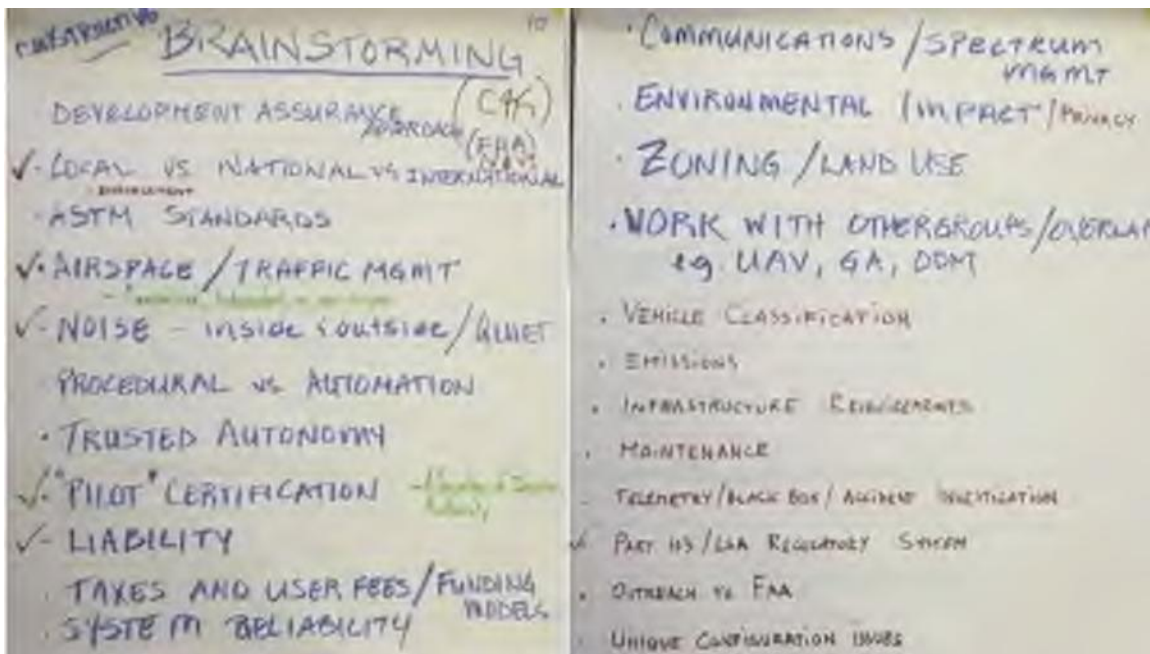 BRAINSTORMING
10
· DEVELOPMENT ASSURANCE
APPROACH
(FAA)
✓· LOCAL VS NATIONAL VS INTERNATIONAL
· ASTM STANDARDS
✓· AIRSPACE / TRAFFIC MGMT
✓- NOISE - inside & outside / QUIET
PROCEDURAL vs AUTOMATION
· TRUSTED AUTONOMY
✓· "PILOT" CERTIFICATION
✓- LIABILITY
· TAXES AND USER FEES / FUNDING
MODELS
· SYSTEM RELIABILITY
· COMMUNICATIONS / SPECTRUM
MGMT
· ENVIRONMENTAL / IMPACT / PRIVACY
· ZONING / LAND USE
· WORK WITH OTHER GROUPS / OVERLAP
eg. UAV, GA, ODM
· VEHICLE CLASSIFICATION
· EMISSIONS
· INFRASTRUCTURE REQUIREMENTS
· MAINTENANCE
· TELEMETRY / BLACK BOX / ACCIDENT INVESTIGATION
✓ PART 103 / LSA REGULATORY SYSTEM
· OUTREACH TO FAA
· UNIQUE CONFIGURATION ISSUES